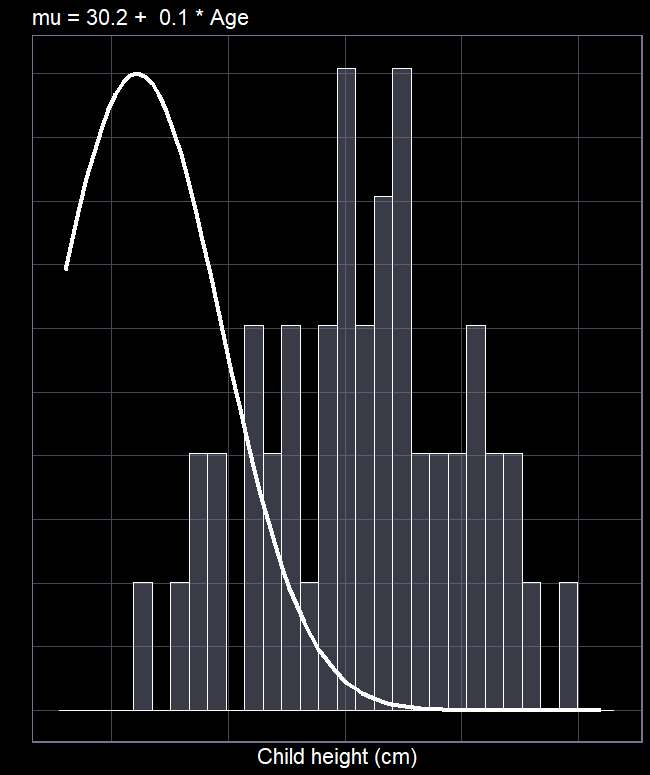 mu = 30.2 +  0.1 * Age
Child height (cm)